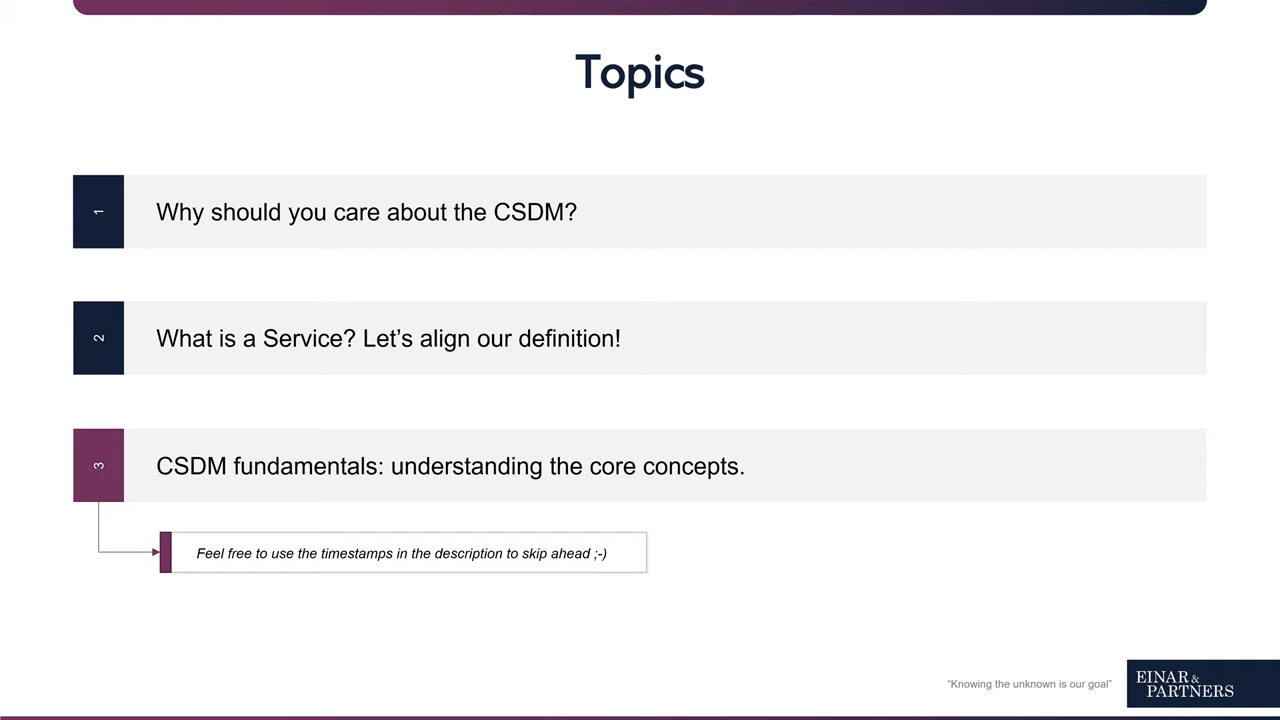 Topics
1
Why should you care about the CSDM?
2
What is a Service? Let’s align our definition!
3
CSDM fundamentals: understanding the core concepts.
Feel free to use the timestamps in the description to skip ahead ;-)
“Knowing the unknown is our goal”
EINAR &
PARTNERS